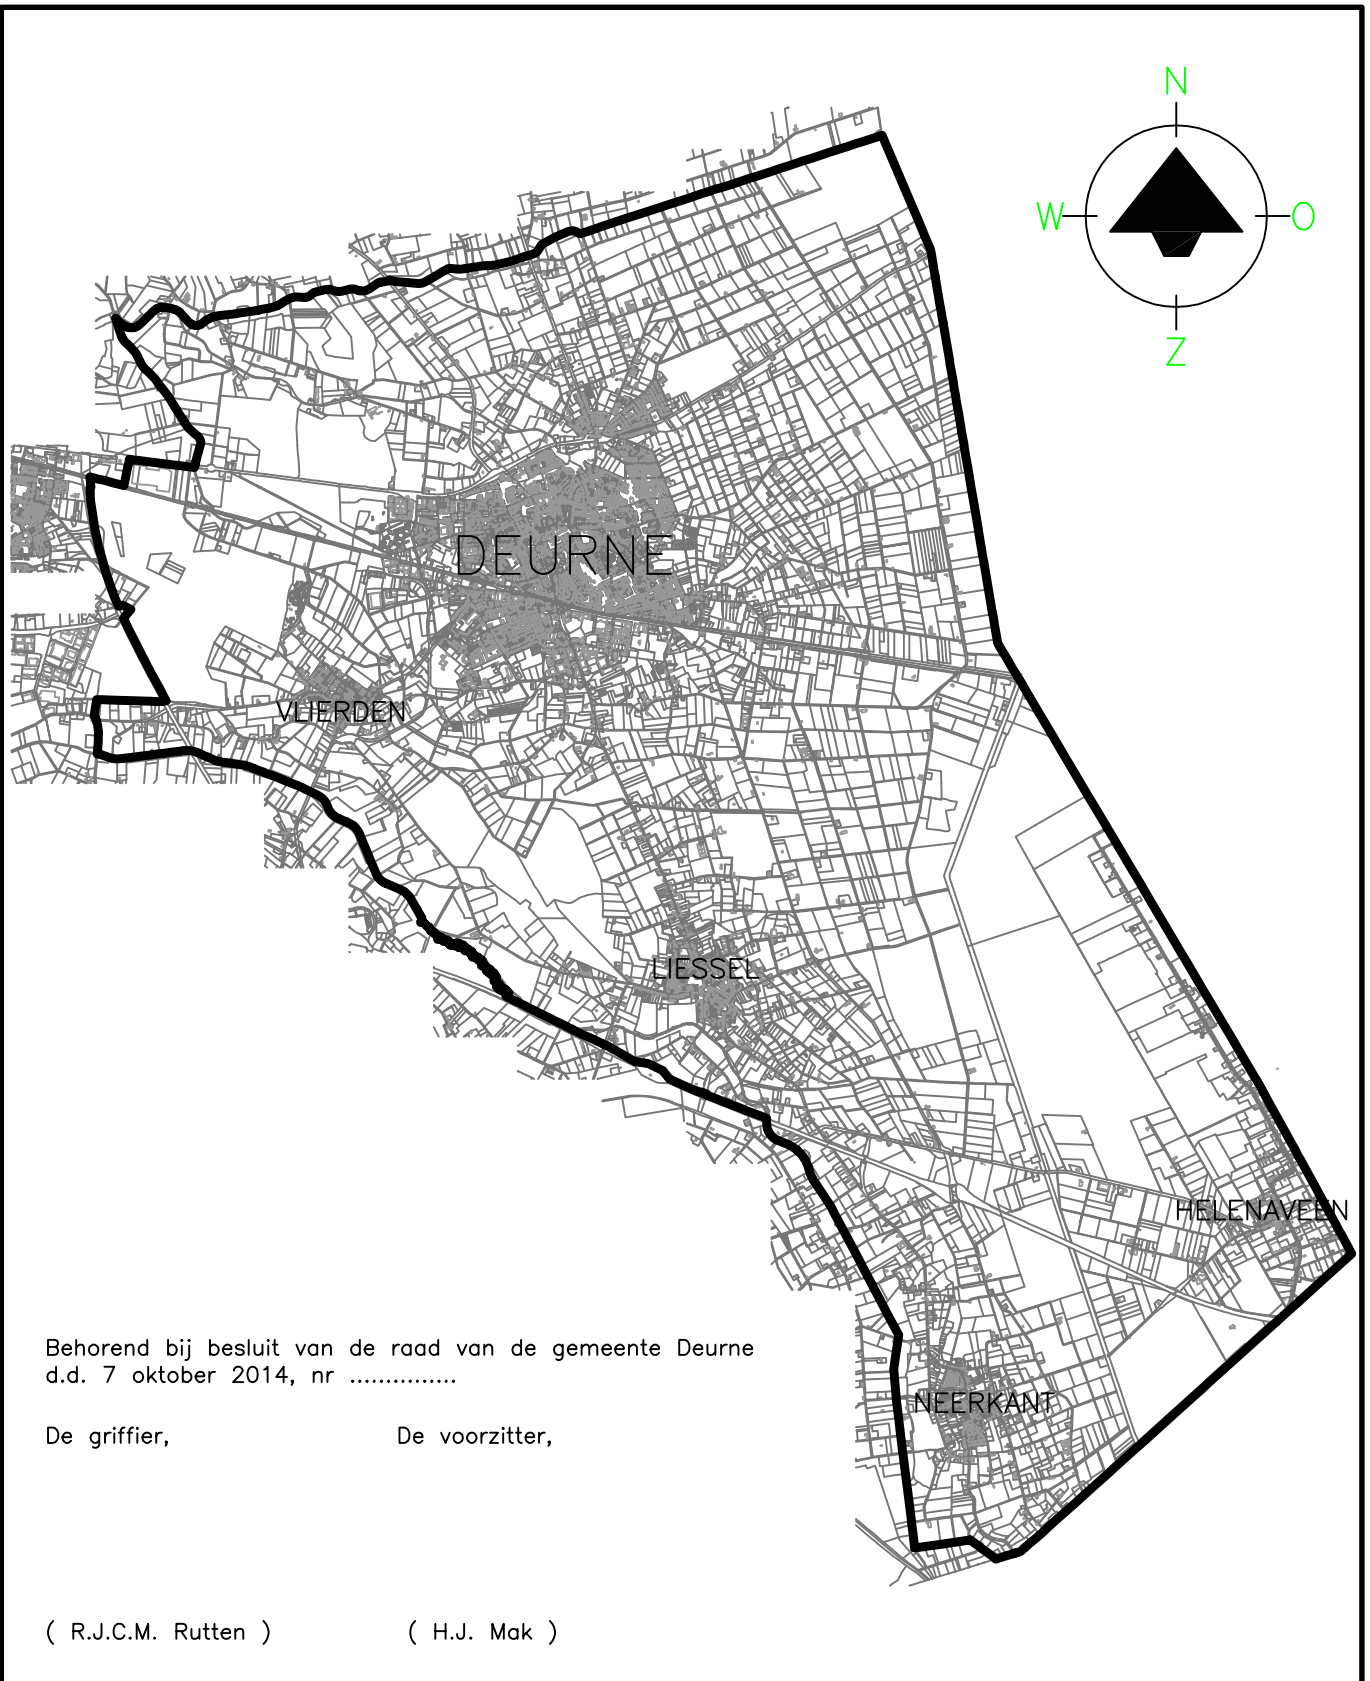 N
W
O
Z
DEURNE
VLIERDEN
LIESSEL
HELENAVEEN
NEERKANT
Behorend bij besluit van de raad van de gemeente Deurne
d.d. 7 oktober 2014, nr ...............
De griffier, De voorzitter,
( R.J.C.M. Rutten ) ( H.J. Mak )